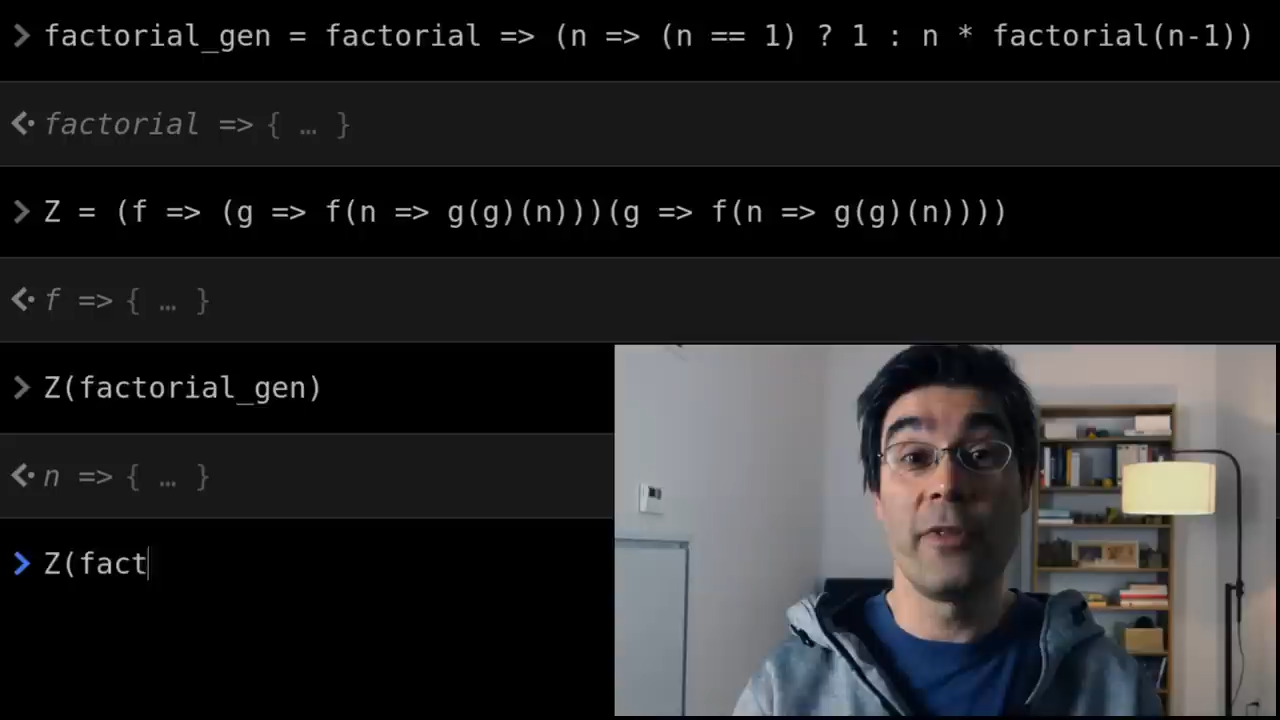 > factorial_gen = factorial => (n => (n == 1) ? 1 : n * factorial(n-1))
factorial => { … }
> Z = (f => (g => f(n => g(g)(n)))(g => f(n => g(g)(n))))
f => { … }
> Z(factorial_gen)
n => { … }
> Z(fact